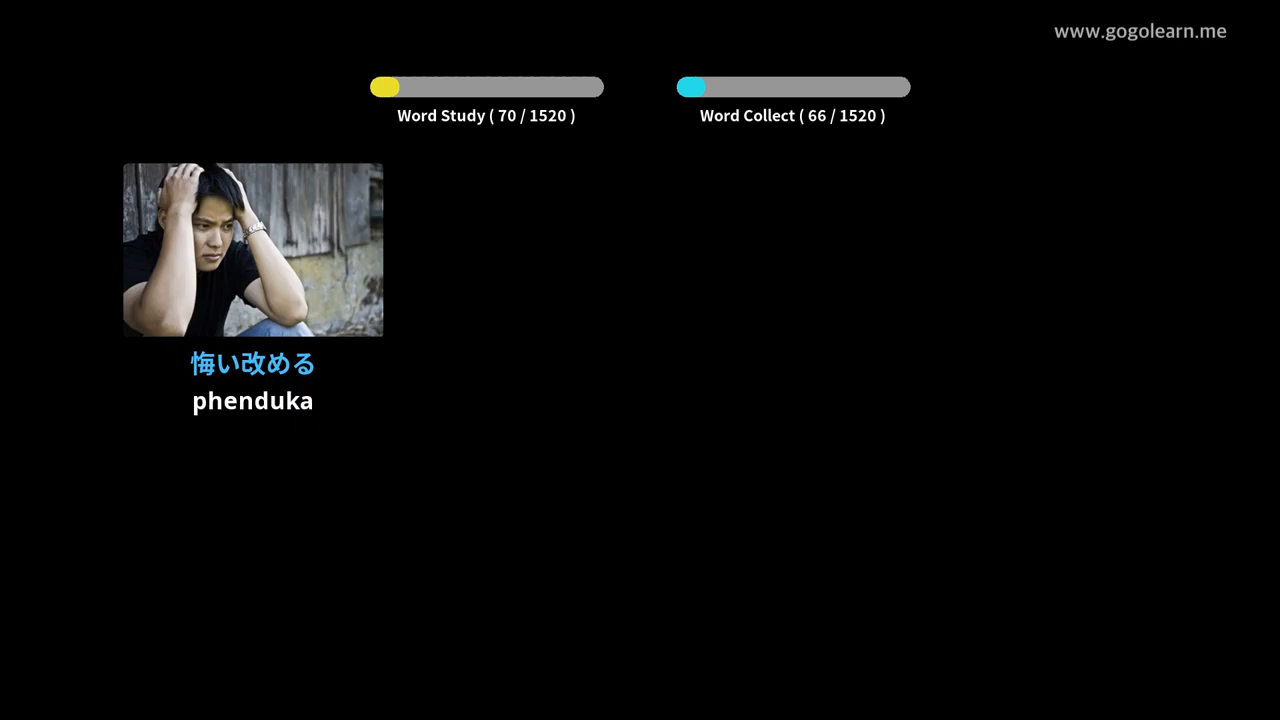 www.gogolearn.me
Word Study ( 70 / 1520 )
Word Collect ( 66 / 1520 )
悔い改める
phenduka